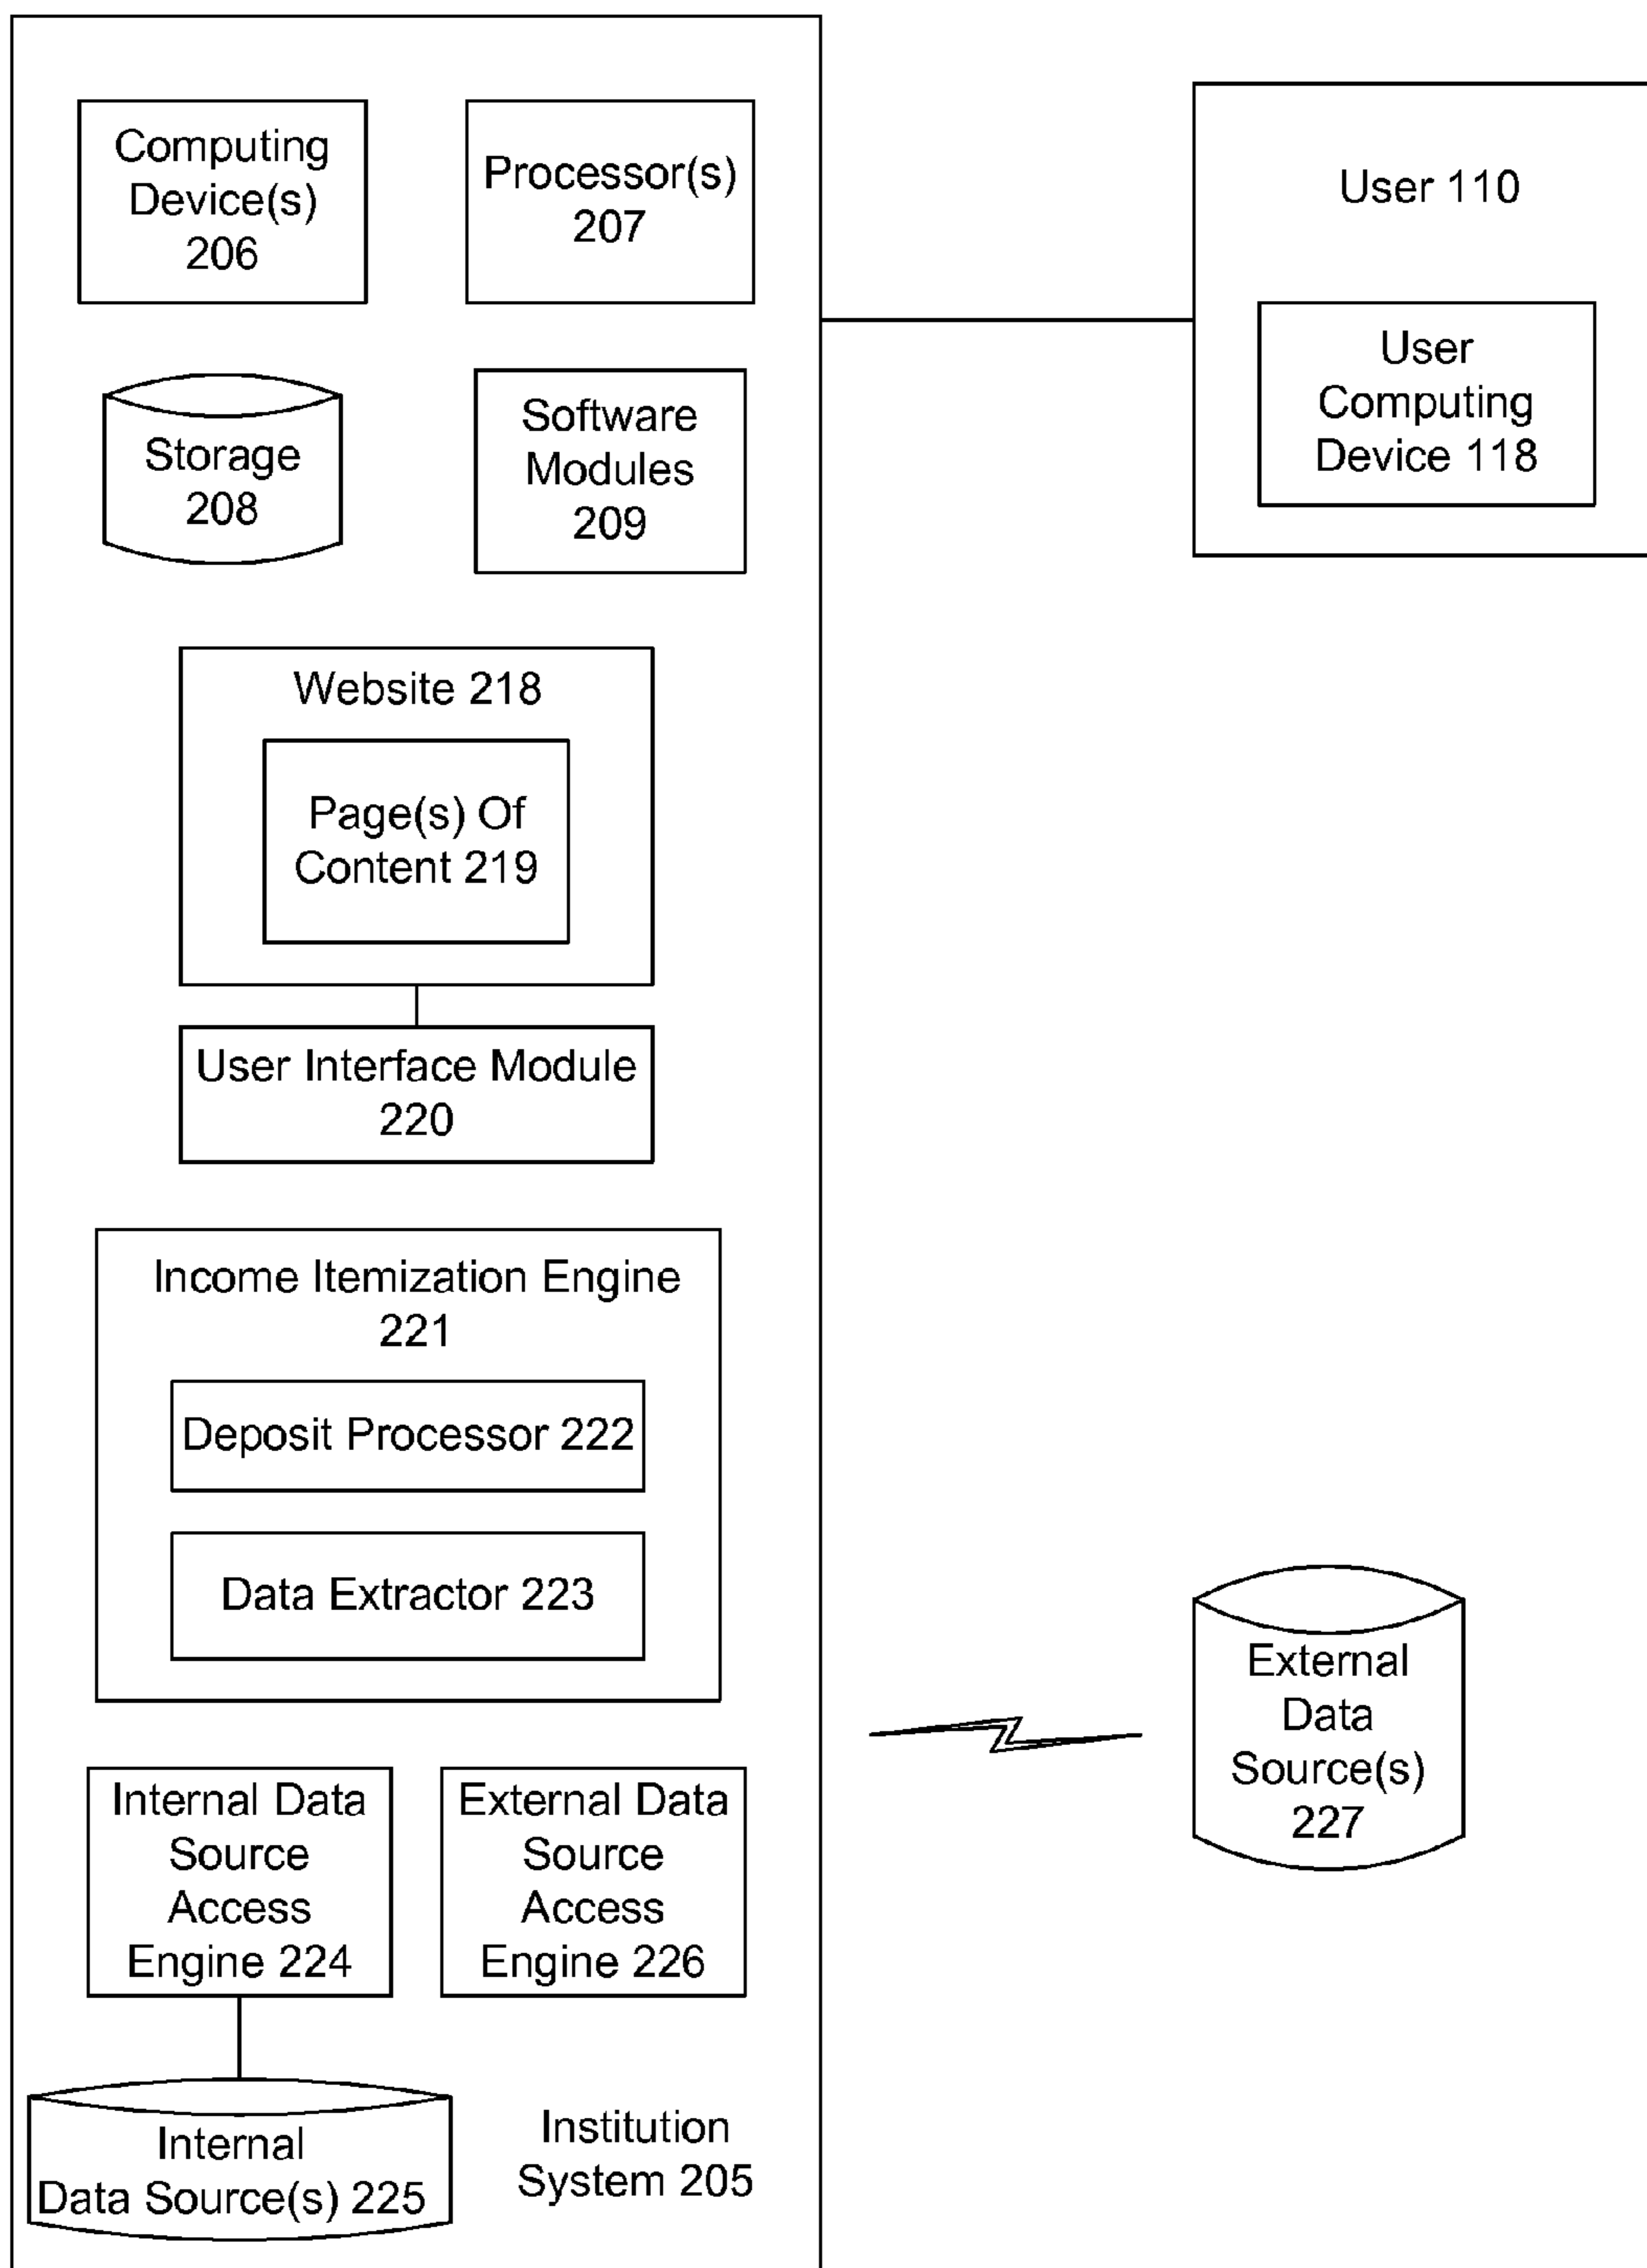 Computing
Device(s)
206
Processor(s)
207
User 110
User
Computing
Device 118
Storage
208
Software
Modules
209
Website 218
Page(s) Of
Content 219
User Interface Module
220
Income Itemization Engine
221
Deposit Processor 222
Data Extractor 223
External
Data
Source(s)
227
Internal Data
Source
Access
Engine 224
External Data
Source
Access
Engine 226
Internal
Data Source(s) 225
Institution
System 205